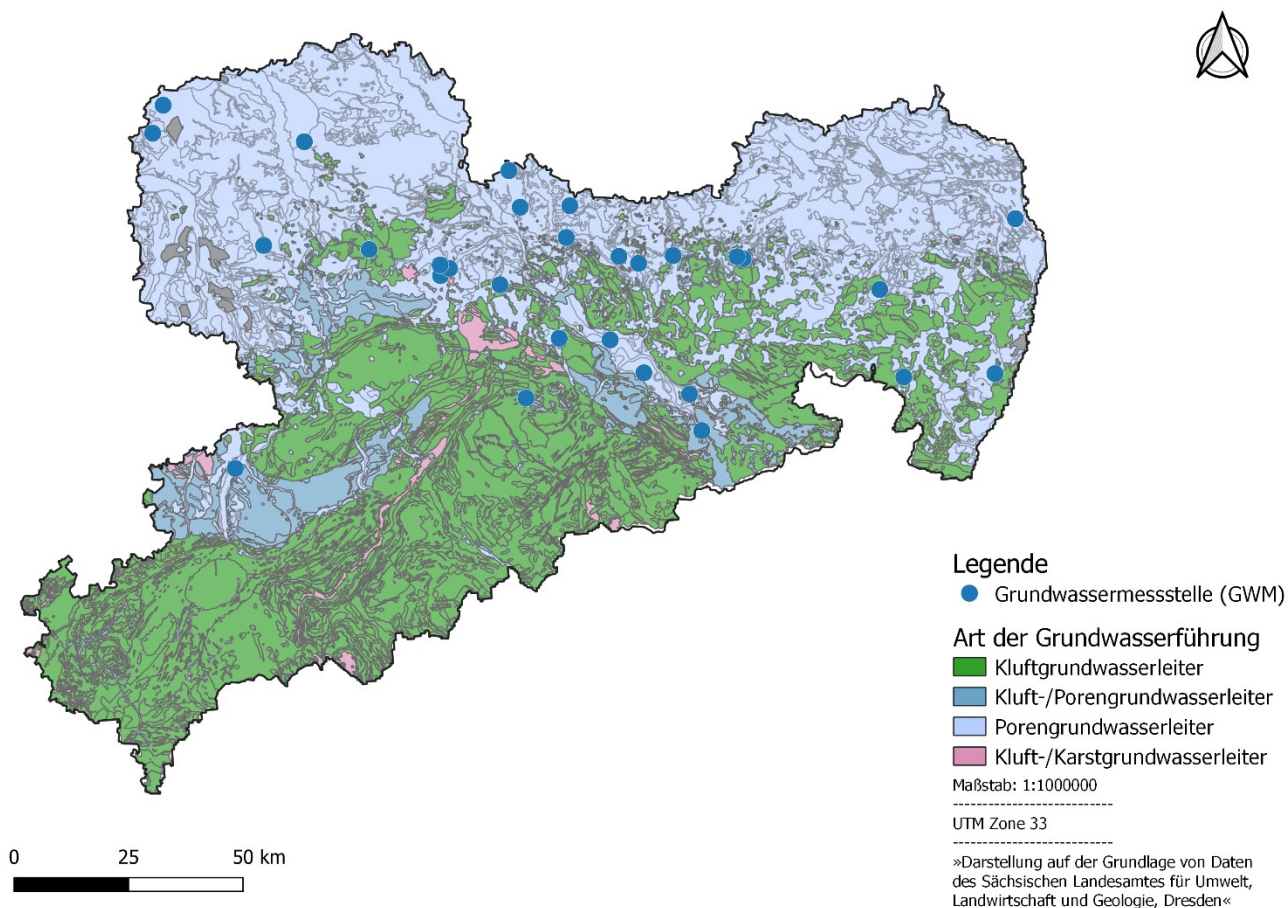 Legende
Grundwassermessstelle (GWM)
Art der Grundwasserführung
Kluftgrundwasserleiter
Kluft-/Porengrundwasserleiter
Porengrundwasserleiter
Kluft-/Karstgrundwasserleiter
Maßstab: 1:1000000
---------------------------
UTM Zone 33
---------------------------
»Darstellung auf der Grundlage von Daten
des Sächsischen Landesamtes für Umwelt,
Landwirtschaft und Geologie, Dresden«
0 25 50 km